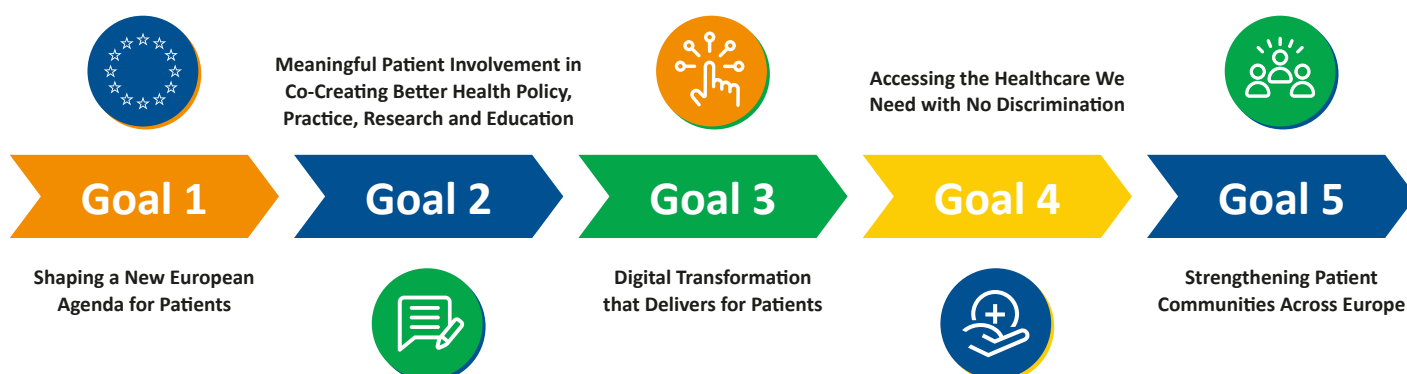 Meaningful Patient Involvement in
Co-Creating Better Health Policy,
Practice, Research and Education
Accessing the Healthcare We
Need with No Discrimination
Goal 1
Goal 2
Goal 3
Goal 4
Goal 5
Shaping a New European
Agenda for Patients
Digital Transformation
that Delivers for Patients
Strengthening Patient
Communities Across Europe